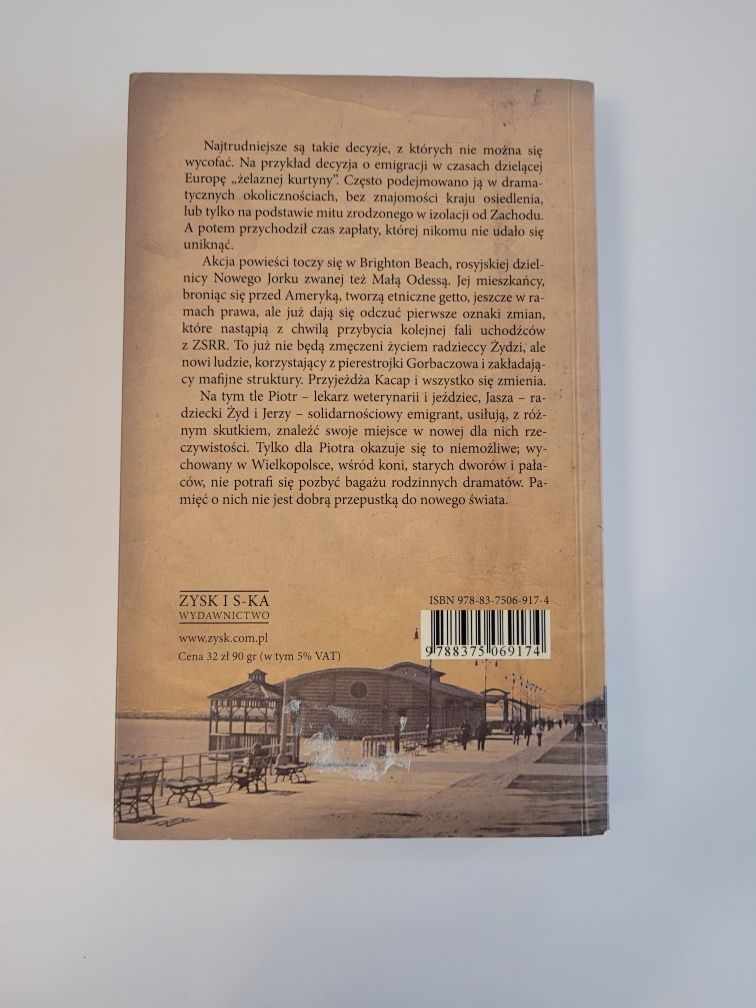 Najtrudniejsze są takie decyzje, z których nie można się
wycofać. Na przykład decyzja o emigracji w czasach dzielącej
Europę „żelaznej kurtyny”. Często podejmowano ją w drama-
tycznych okolicznościach, bez znajomości kraju osiedlenia,
lub tylko na podstawie mitu zrodzonego w izolacji od Zachodu.
A potem przychodził czas zapłaty, której nikomu nie udało się
uniknąć.
Akcja powieści toczy się w Brighton Beach, rosyjskiej dziel-
nicy Nowego Jorku zwanej też Małą Odessą. Jej mieszkańcy,
broniąc się przed Ameryką, tworzą etniczne getto, jeszcze w ra-
mach prawa, ale już dają się odczuć pierwsze oznaki zmian,
które nastąpią z chwilą przybycia kolejnej fali uchodźców
z ZSRR. To już nie będą zmęczeni życiem radzieccy Żydzi, ale
nowi ludzie, korzystający z pierestrojki Gorbaczowa i zakładają-
cy mafijne struktury. Przyjeżdża Kacap i wszystko się zmienia.
Na tym tle Piotr – lekarz weterynarii i jeździec, Jasza – ra-
dziecki Żyd i Jerzy – solidarnościowy emigrant, usiłują, z róż-
nym skutkiem, znaleźć swoje miejsce w nowej dla nich rze-
czywistości. Tylko dla Piotra okazuje się to niemożliwe; wy-
chowany w Wielkopolsce, wśród koni, starych dworów i pała-
ców, nie potrafi się pozbyć bagażu rodzinnych dramatów. Pa-
mięć o nich nie jest dobrą przepustką do nowego świata.
ZYSK I S-KA
WYDAWNICTWO
www.zysk.com.pl
Cena 32 zł 90 gr (w tym 5% VAT)
ISBN 978-83-7506-917-4
9788375069174